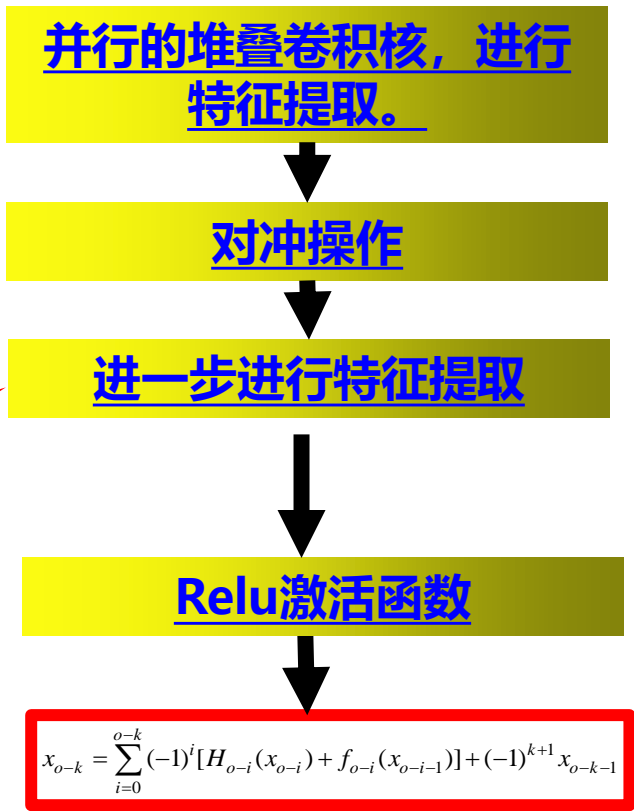 并行的堆叠卷积核，进行
特征提取。
对冲操作
进一步进行特征提取
Relu激活函数
$x_{o-k} = \sum_{i=0}^{o-k} (-1)^i [H_{o-i}(x_{o-i}) + f_{o-i}(x_{o-i-1})] + (-1)^{k+1} x_{o-k-1}$